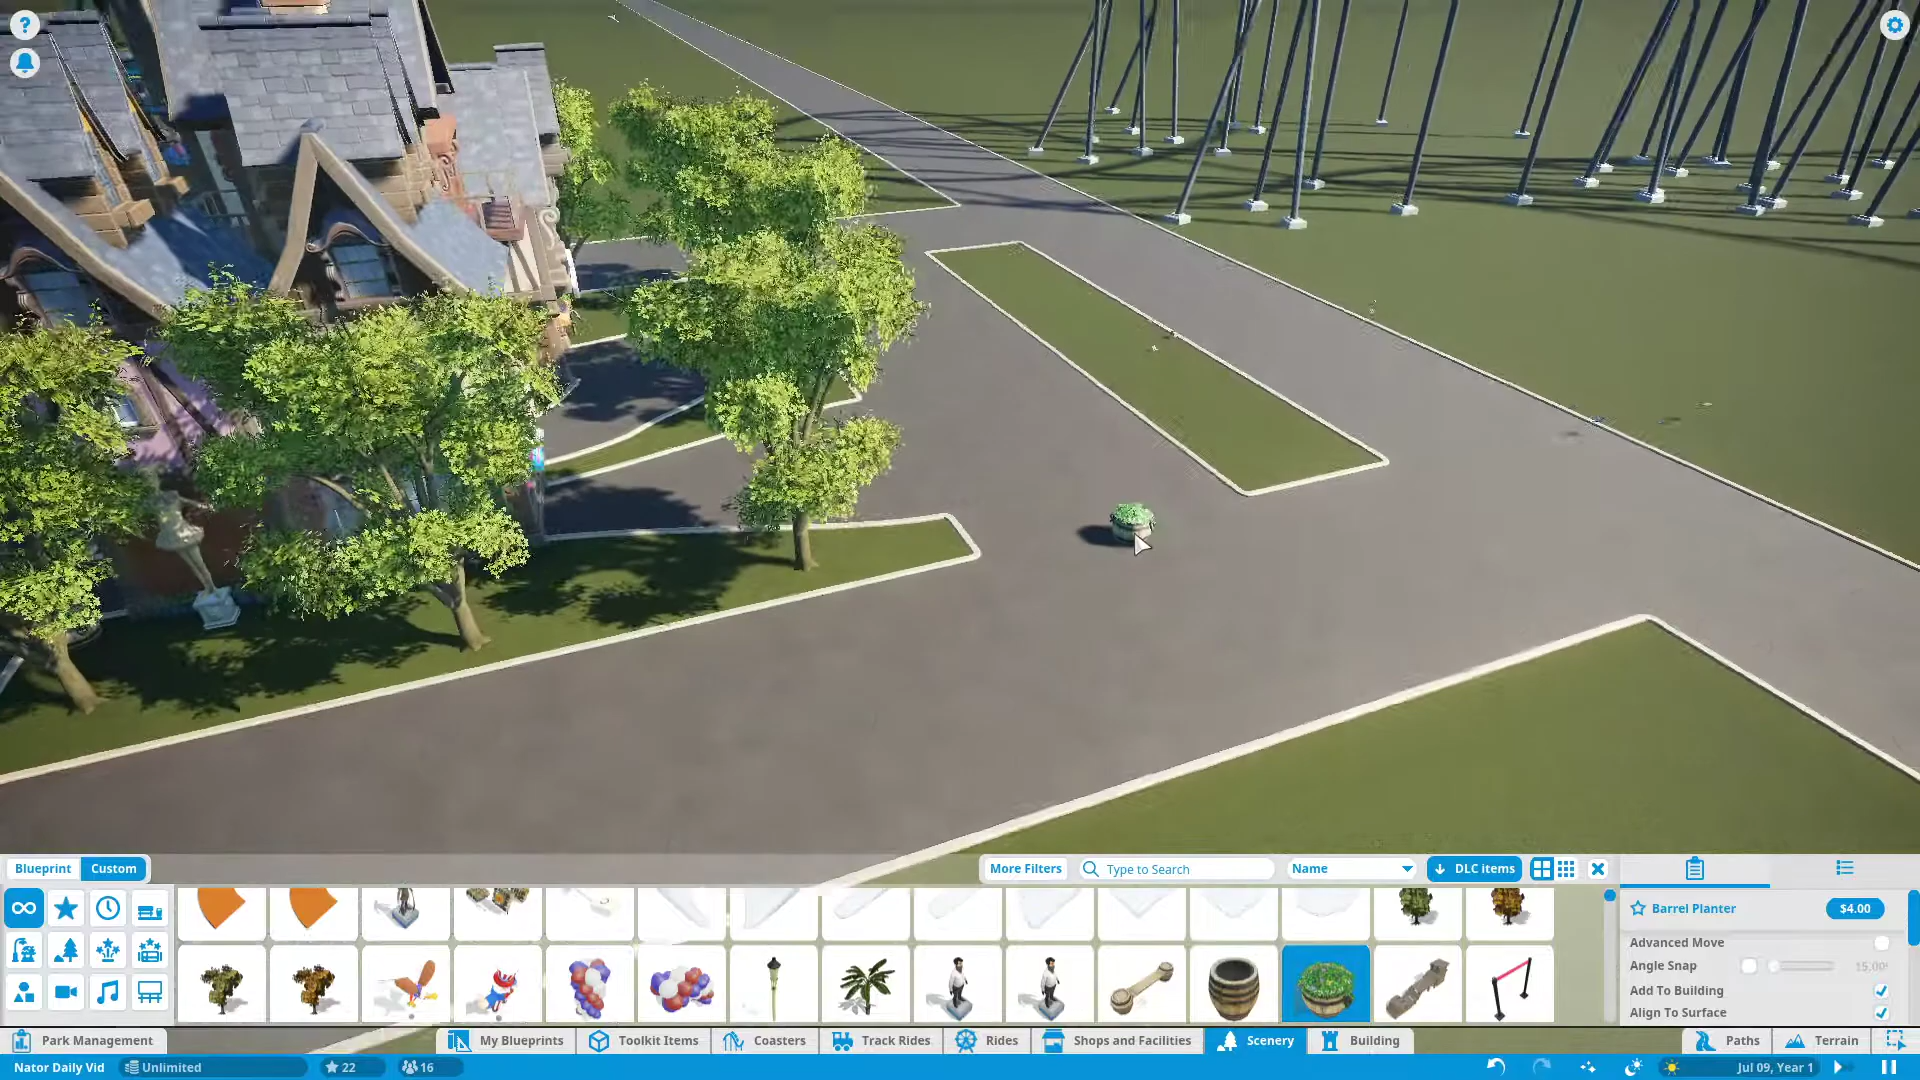 ?
Blueprint
Custom
More Filters
Type to Search
Name
DLC items
Barrel Planter
$4.00
Advanced Move
Angle Snap
15.00°
Add To Building
Align To Surface
Park Management
My Blueprints
Toolkit Items
Coasters
Track Rides
Rides
Shops and Facilities
Scenery
Building
Paths
Terrain
Nator Daily Vid
Unlimited
22
16
Jul 09, Year 1